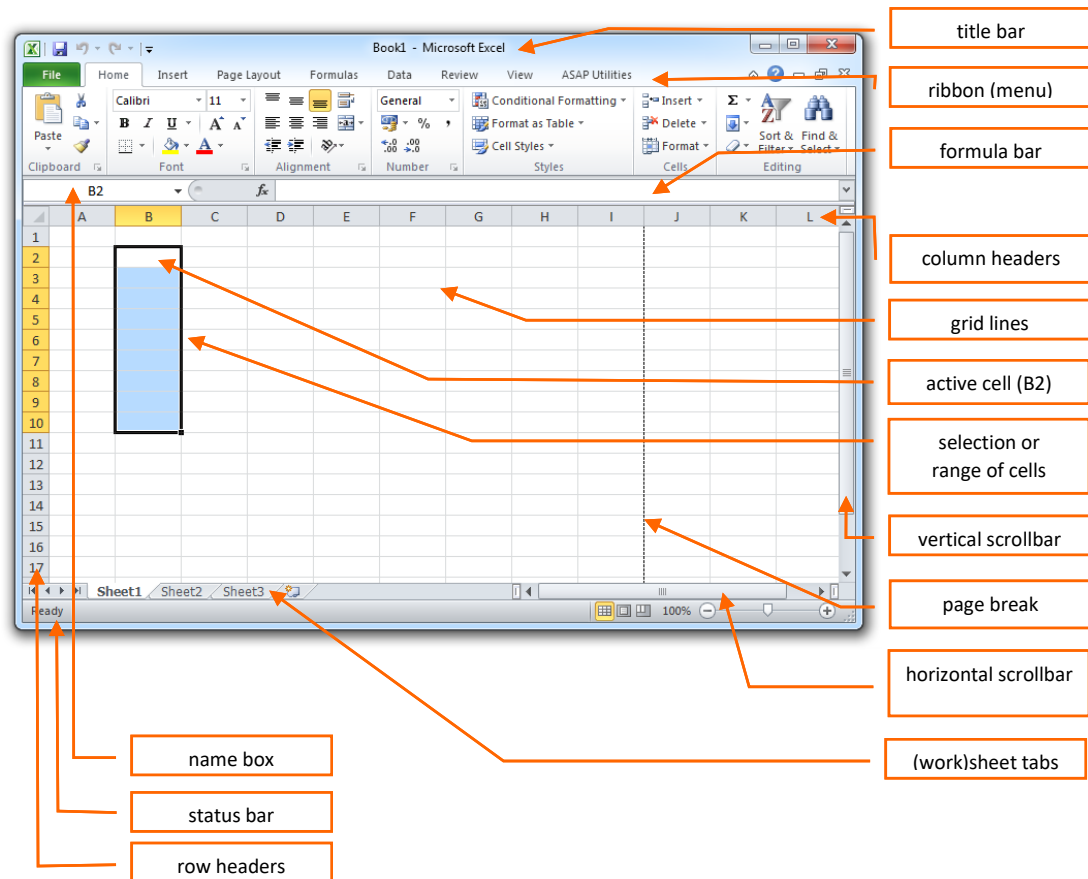 title bar
Book1 - Microsoft Excel
File Home Insert Page Layout Formulas Data Review View ASAP Utilities
ribbon (menu)
Calibri 11 General Conditional Formatting Insert Σ
Paste B I U A A % , Format as Table Delete Sort & Find &
A .00 .00 Cell Styles Format Filter Select
formula bar
Clipboard Font Alignment Number Styles Cells Editing
B2 fx
A B C D E F G H I J K L
1
column headers
2
3
4
grid lines
5
6
7
active cell (B2)
8
9
10
selection or
range of cells
11
12
13
14
15
vertical scrollbar
16
17
Sheet1 Sheet2 Sheet3
Ready 100%
page break
horizontal scrollbar
name box
(work)sheet tabs
status bar
row headers